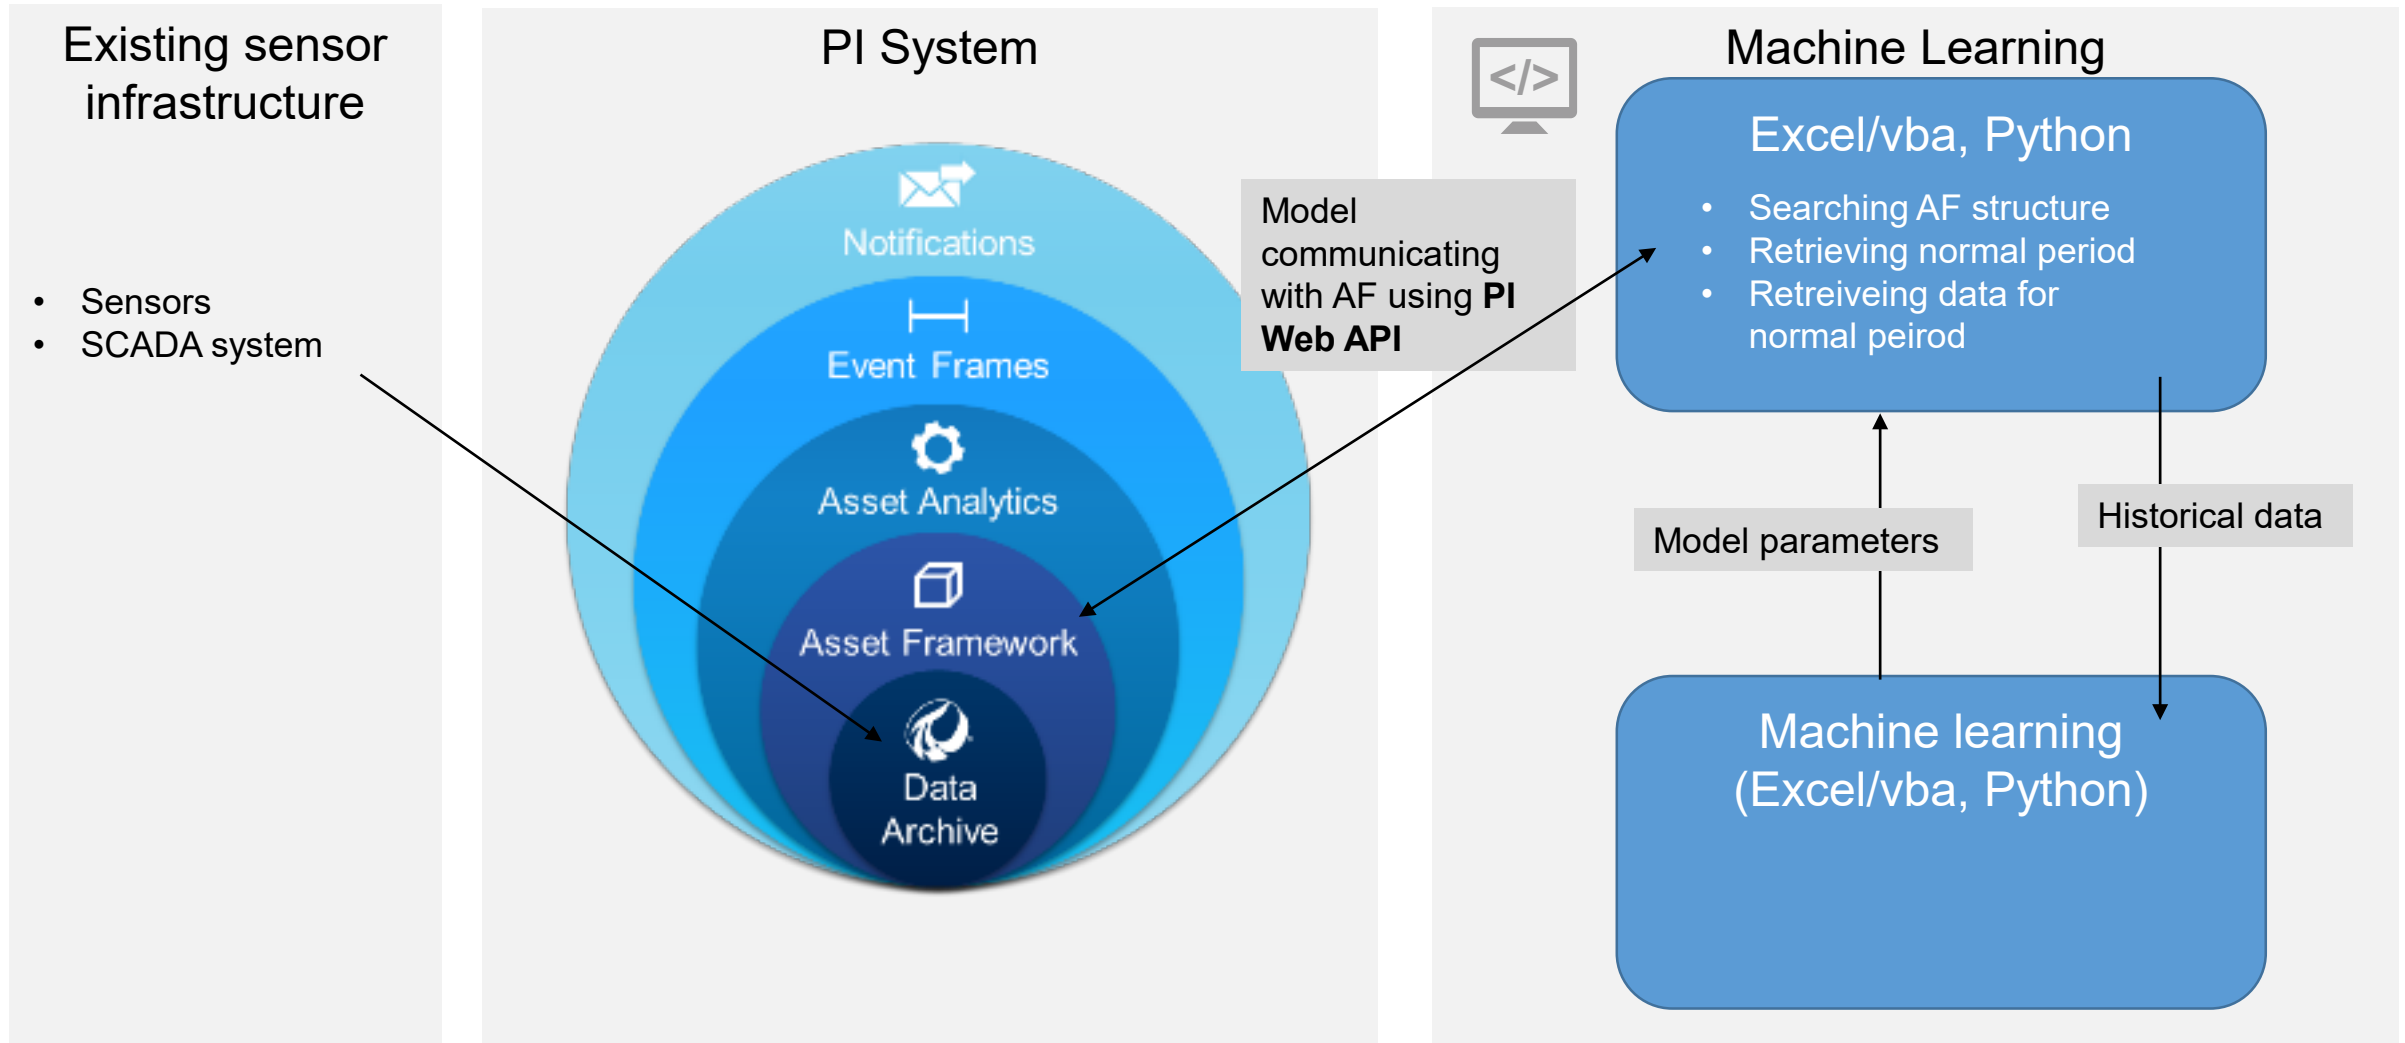 Existing sensor
infrastructure
• Sensors
• SCADA system
PI System
Notifications
Event Frames
Asset Analytics
Asset Framework
Data
Archive
Model
communicating
with AF using PI
Web API
</>
Machine Learning
Excel/vba, Python
• Searching AF structure
• Retrieving normal period
• Retreiveing data for
normal peirod
Model parameters
Historical data
Machine learning
(Excel/vba, Python)